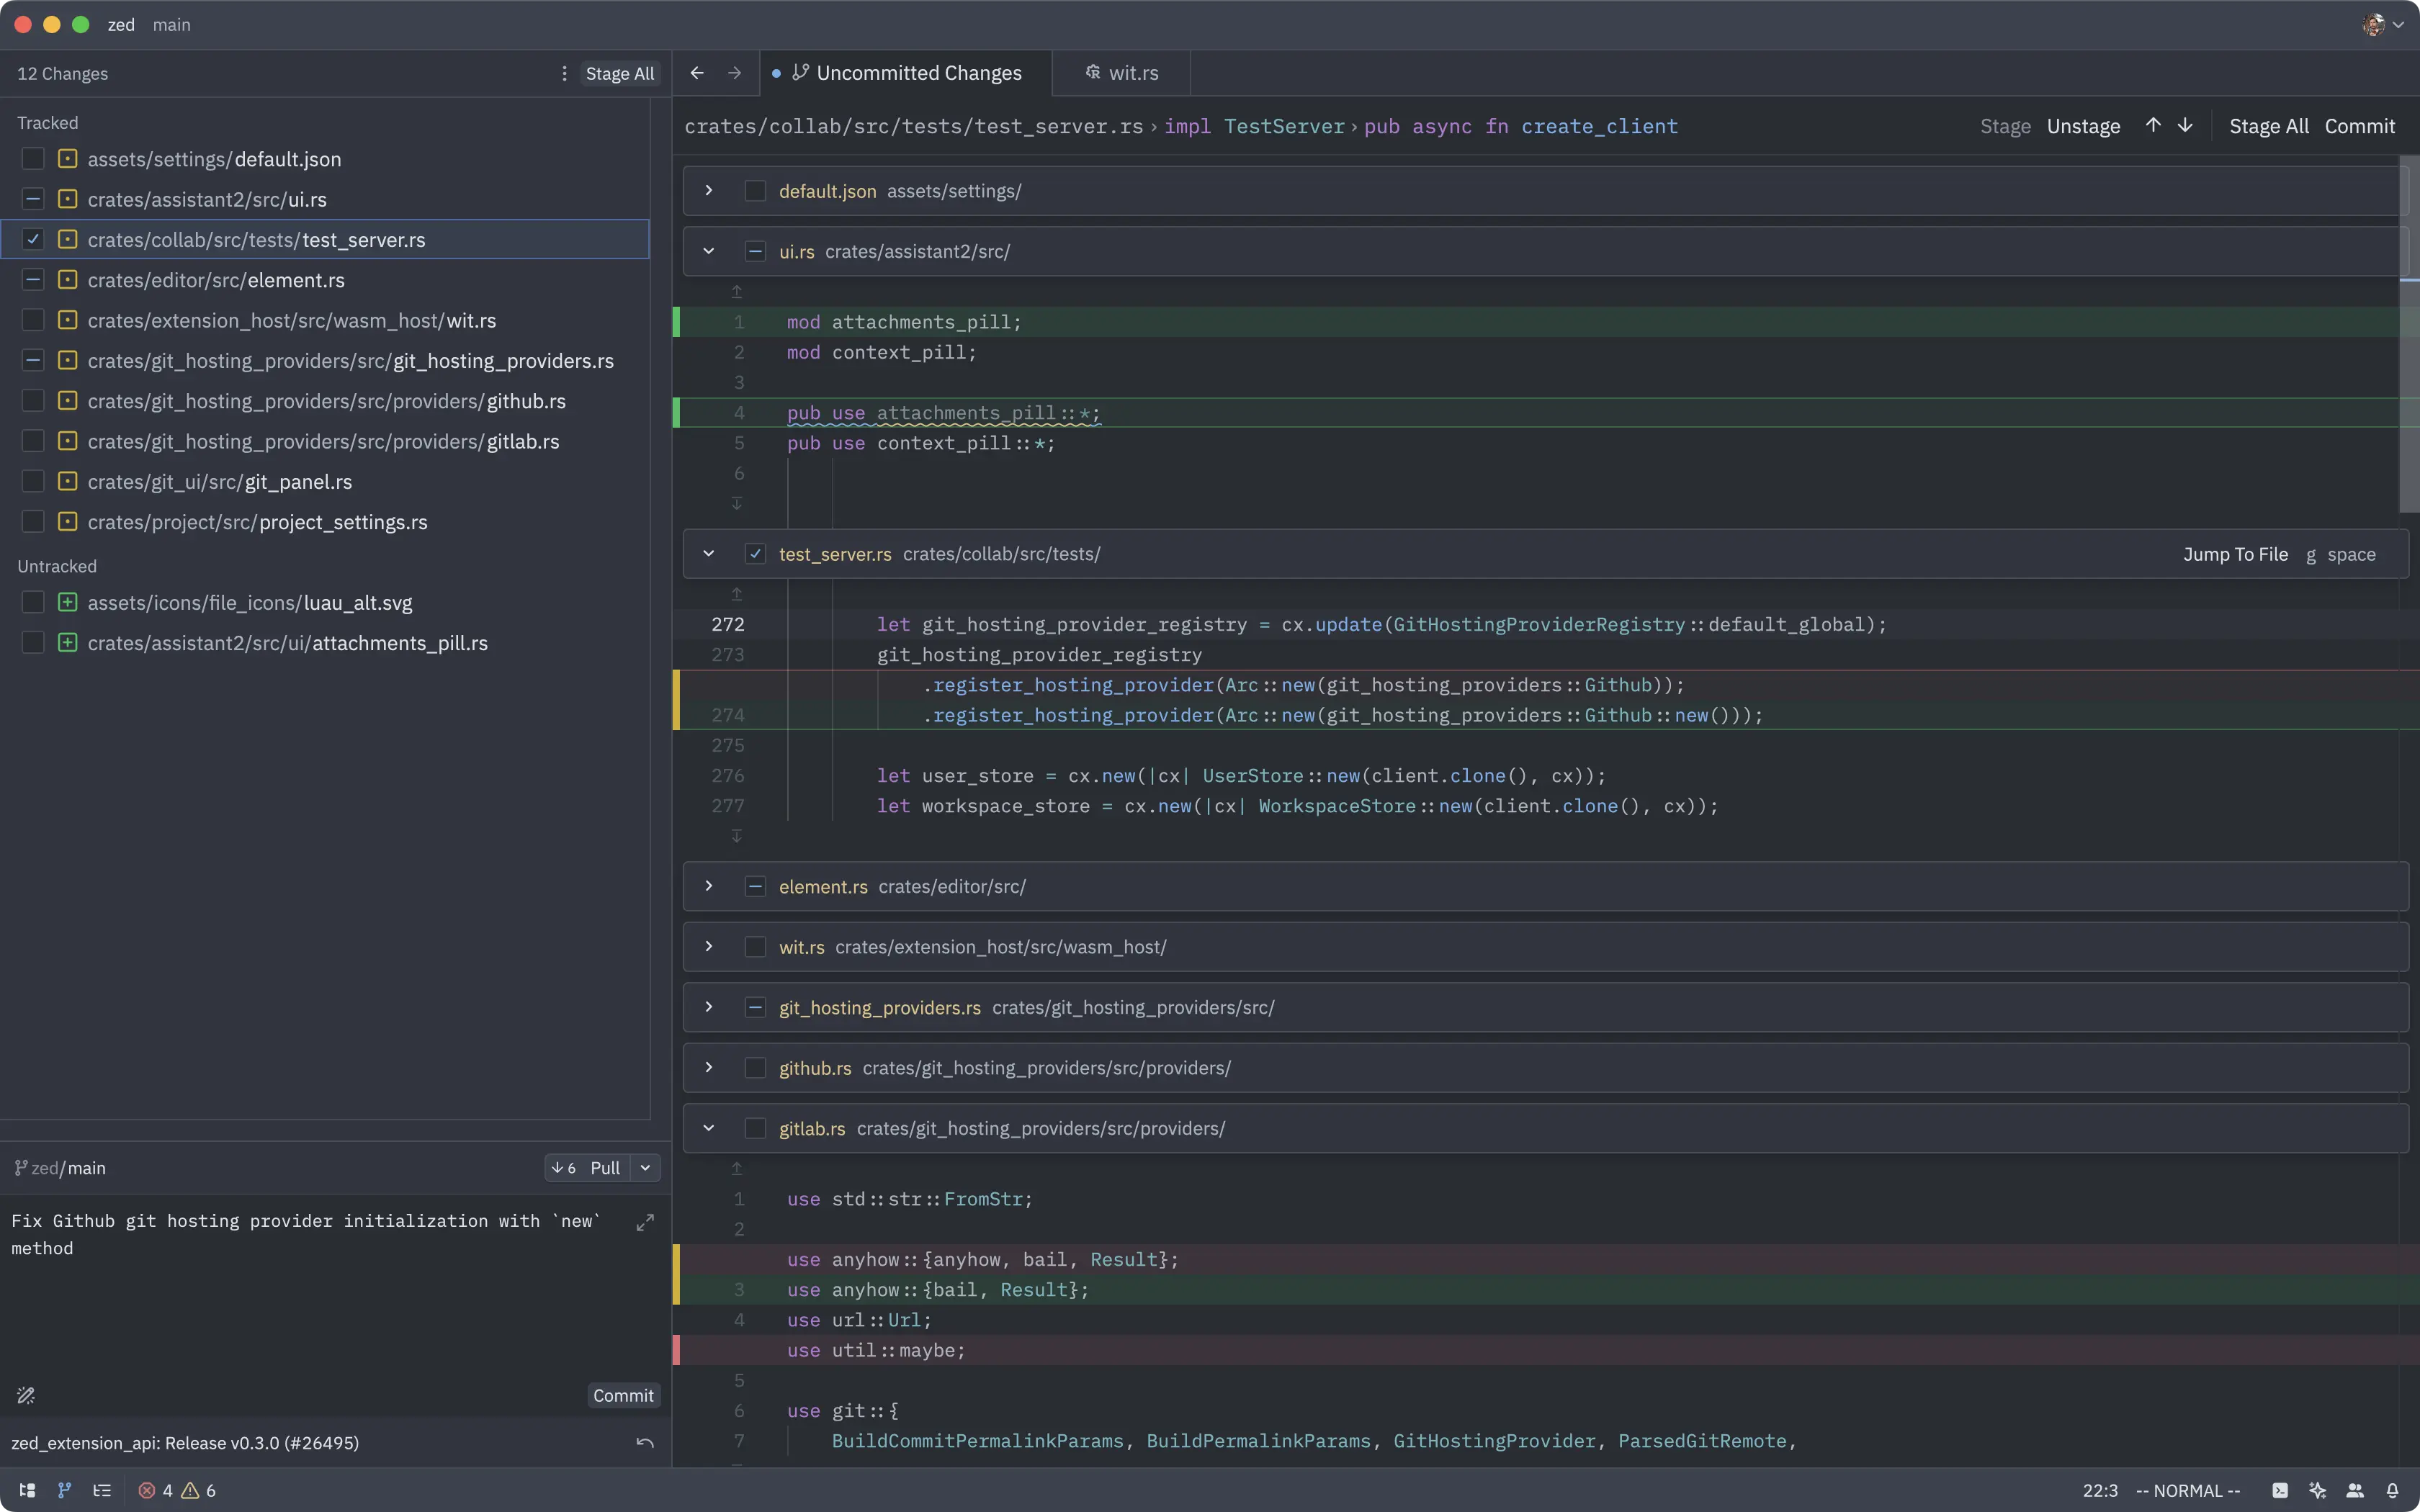 zed main
12 Changes Stage All
Tracked
assets/settings/default.json
crates/assistant2/src/ui.rs
crates/collab/src/tests/test_server.rs
crates/editor/src/element.rs
crates/extension_host/src/wasm_host/wit.rs
crates/git_hosting_providers/src/git_hosting_providers.rs
crates/git_hosting_providers/src/providers/github.rs
crates/git_hosting_providers/src/providers/gitlab.rs
crates/git_ui/src/git_panel.rs
crates/project/src/project_settings.rs
Untracked
assets/icons/file_icons/luau_alt.svg
crates/assistant2/src/ui/attachments_pill.rs
zed/main 6 Pull
Fix Github git hosting provider initialization with `new`
method
Commit
zed_extension_api: Release v0.3.0 (#26495)
Uncommitted Changes wit.rs
crates/collab/src/tests/test_server.rs › impl TestServer › pub async fn create_client Stage Unstage Stage All Commit
default.json assets/settings/
ui.rs crates/assistant2/src/
1 mod attachments_pill;
2 mod context_pill;
3
4 pub use attachments_pill::*;
5 pub use context_pill::*;
6
test_server.rs crates/collab/src/tests/ Jump To File g space
272 let git_hosting_provider_registry = cx.update(GitHostingProviderRegistry::default_global);
273 git_hosting_provider_registry
.register_hosting_provider(Arc::new(git_hosting_providers::Github));
274 .register_hosting_provider(Arc::new(git_hosting_providers::Github::new()));
275
276 let user_store = cx.new(|cx| UserStore::new(client.clone(), cx));
277 let workspace_store = cx.new(|cx| WorkspaceStore::new(client.clone(), cx));
element.rs crates/editor/src/
wit.rs crates/extension_host/src/wasm_host/
git_hosting_providers.rs crates/git_hosting_providers/src/
github.rs crates/git_hosting_providers/src/providers/
gitlab.rs crates/git_hosting_providers/src/providers/
1 use std::str::FromStr;
2
use anyhow::{anyhow, bail, Result};
3 use anyhow::{bail, Result};
4 use url::Url;
use util::maybe;
5
6 use git::{
7 BuildCommitPermalinkParams, BuildPermalinkParams, GitHostingProvider, ParsedGitRemote,
4 6 22:3 -- NORMAL --